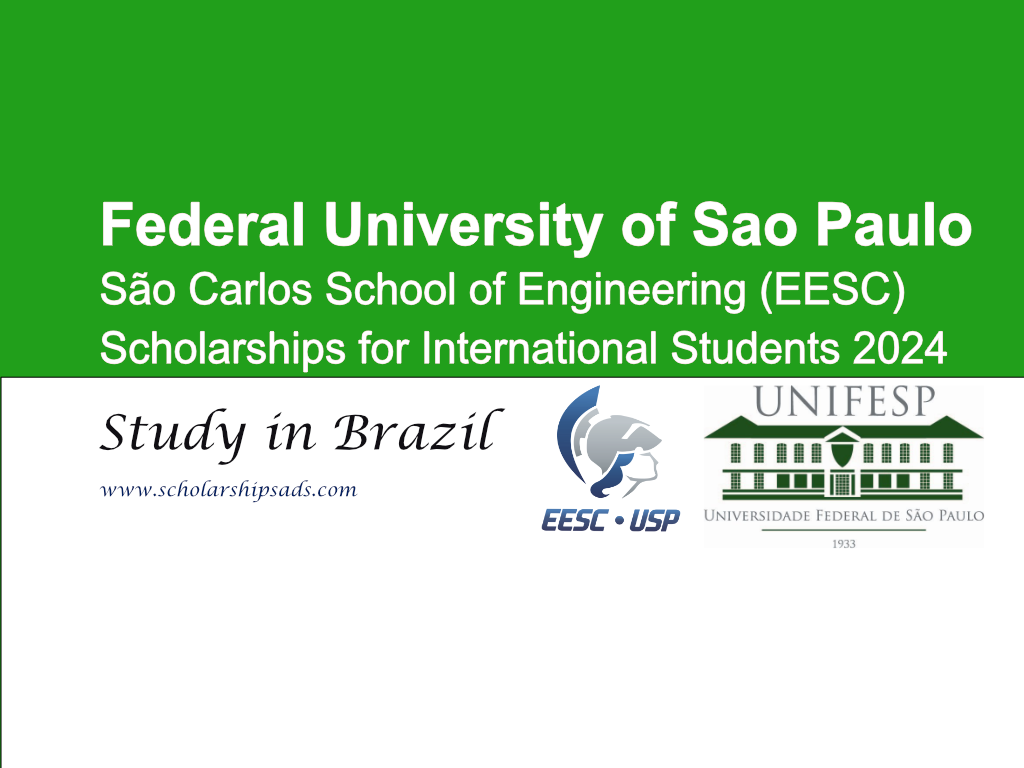 Federal University of Sao Paulo
São Carlos School of Engineering (EESC)
Scholarships for International Students 2024
Study in Brazil
www.scholarshipsads.com
EESC • USP
UNIFESP
UNIVERSIDADE FEDERAL DE SÃO PAULO
1933